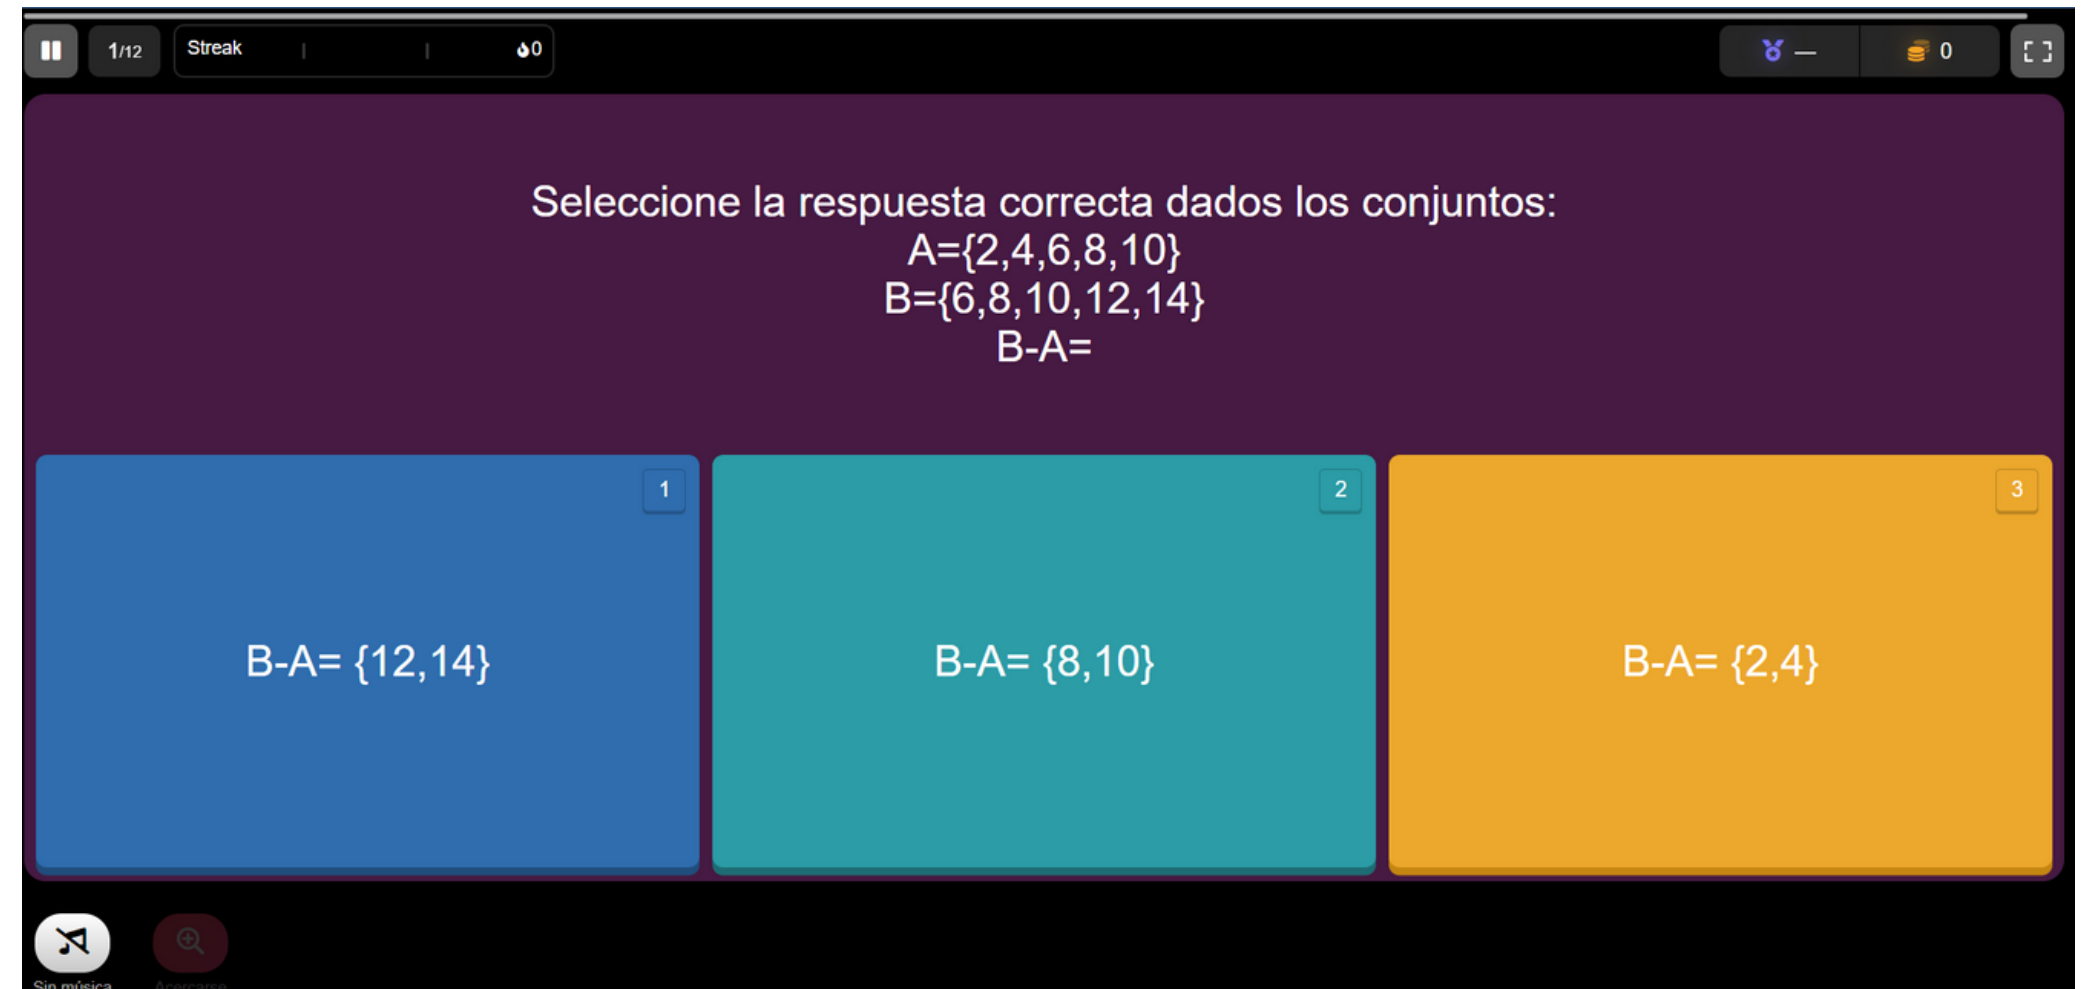 1/12
Streak
0
—
0
Seleccione la respuesta correcta dados los conjuntos:
A={2,4,6,8,10}
B={6,8,10,12,14}
B-A=
1
2
3
B-A= {12,14}
B-A= {8,10}
B-A= {2,4}
Sin música
Acercarse